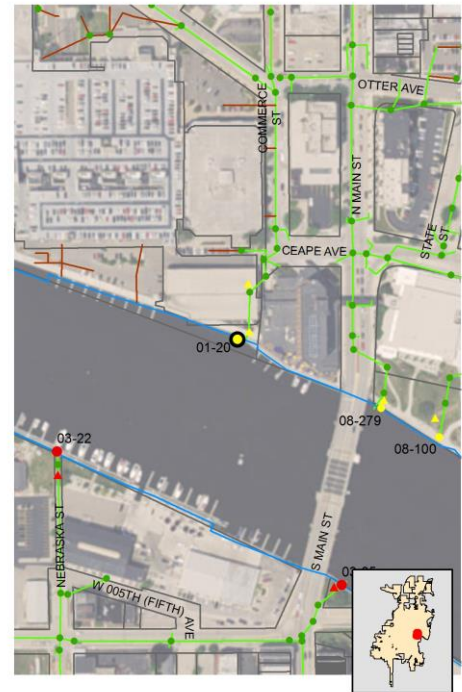 OTTER AVE
COMMERCE
ST
N MAIN ST
STATE
ST
CEAPE AVE
01-20
08-279
08-100
03-22
NEBRASKA ST
S MAIN ST
W 005TH (FIFTH)
AVE